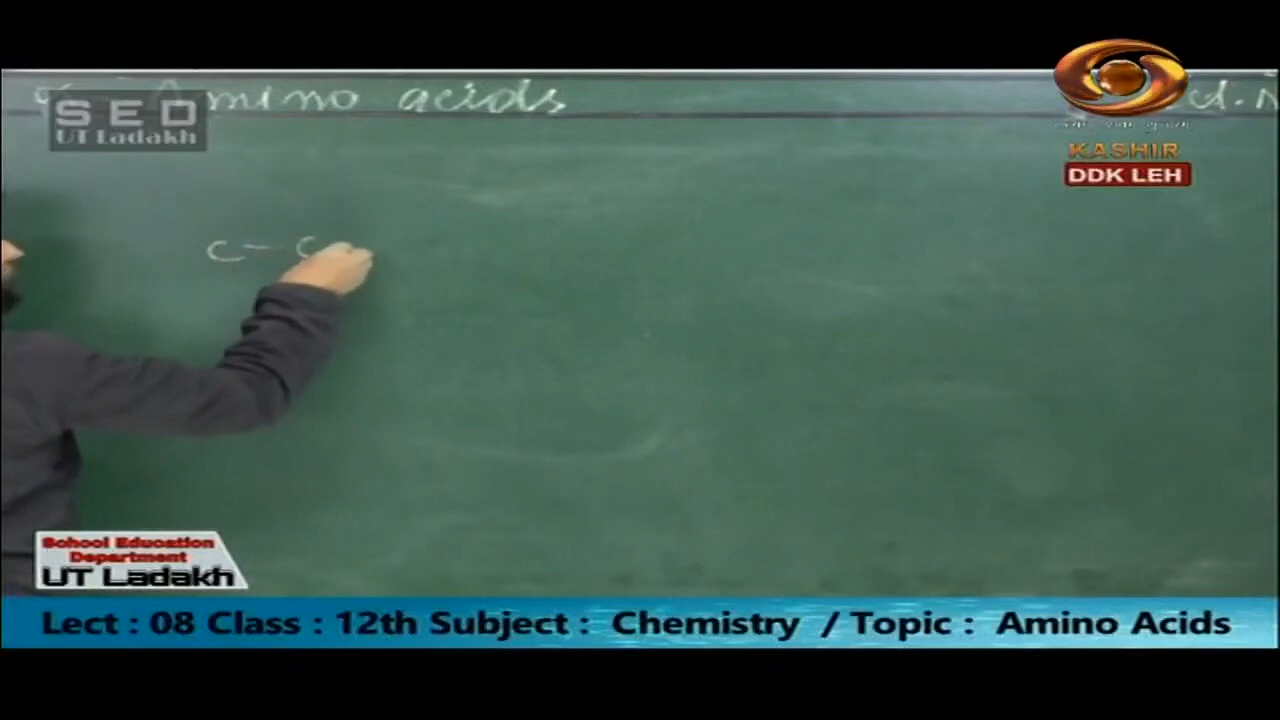 Amino acids
SED
UT Ladakh
KASHIR
DDK LEH
C - C
School Education
Department
UT Ladakh
Lect : 08 Class : 12th Subject : Chemistry / Topic : Amino Acids